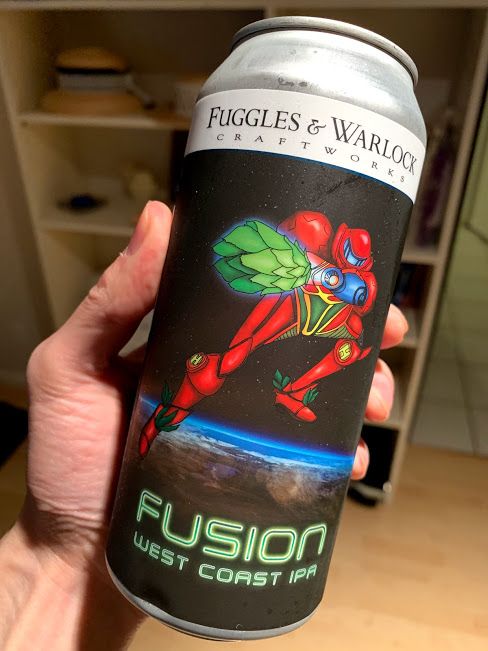 FUGGLES & WARLOCK
CRAFTWORKS
FUSION
WEST COAST IPA